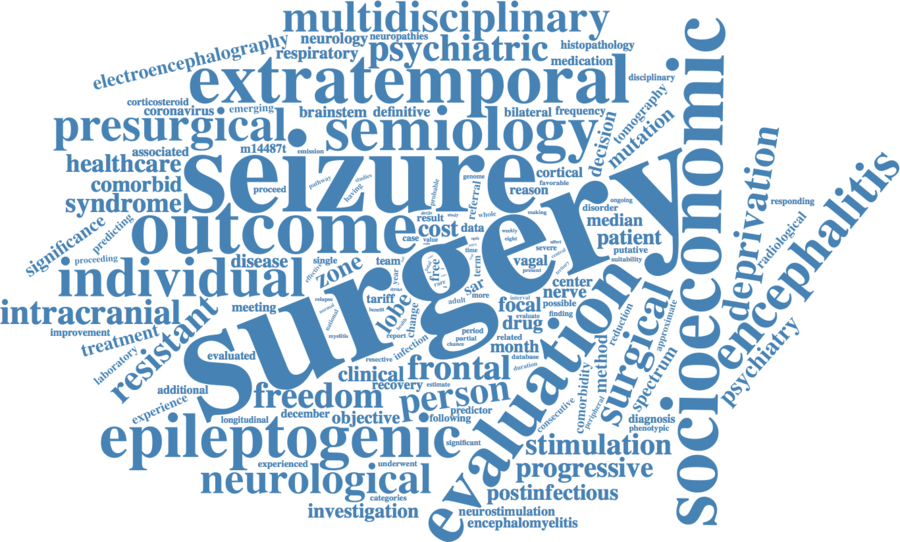 multidisciplinary
neurology
neuropathies
electroencephalography
respiratory
psychiatric
histopathology
medication
extratemporal
disciplinary
corticosteroid
coronavirus
emerging
brainstem
definitive
bilateral
frequency
tomography
presurgical
semiology
decision
mutation
socioeconomic
associated
m14487t
emission
healthcare
seizure
cortical
favorable
comorbid
proceed
pathway
studies
having
probable
genome
referral
reason
syndrome
outcome
result
whole
making
ongoing
disorder
median
deprivation
responding
encephalitis
significance
predicting
cost
data
case
value
study
weekly
eight
severe
patient
putative
suitability
radiological
proceeding
individual
disease
effective
single
zone
team
year
free
care
time
term
vagal
present
surgery
center
nerve
intracranial
meeting
relapse
national
tariff
benefit
lobe
change
adult
sar
more
interval
focal
possible
evaluate
finding
improvement
treatment
laboratory
resistant
myelitis
report
infection
period
partial
chance
drug
related
month
database
duration
reduction
approximate
surgical
evaluated
resective
clinical
frontal
method
spectrum
psychiatry
additional
experience
freedom
recovery
estimate
person
predictor
evaluation
consecutive
comorbidity
peripheral
longitudinal
december
objective
following
diagnosis
phenotypic
epileptogenic
significant
stimulation
experienced
underwent
progressive
neurological
categories
postinfectious
investigation
neurostimulation
encephalomyelitis